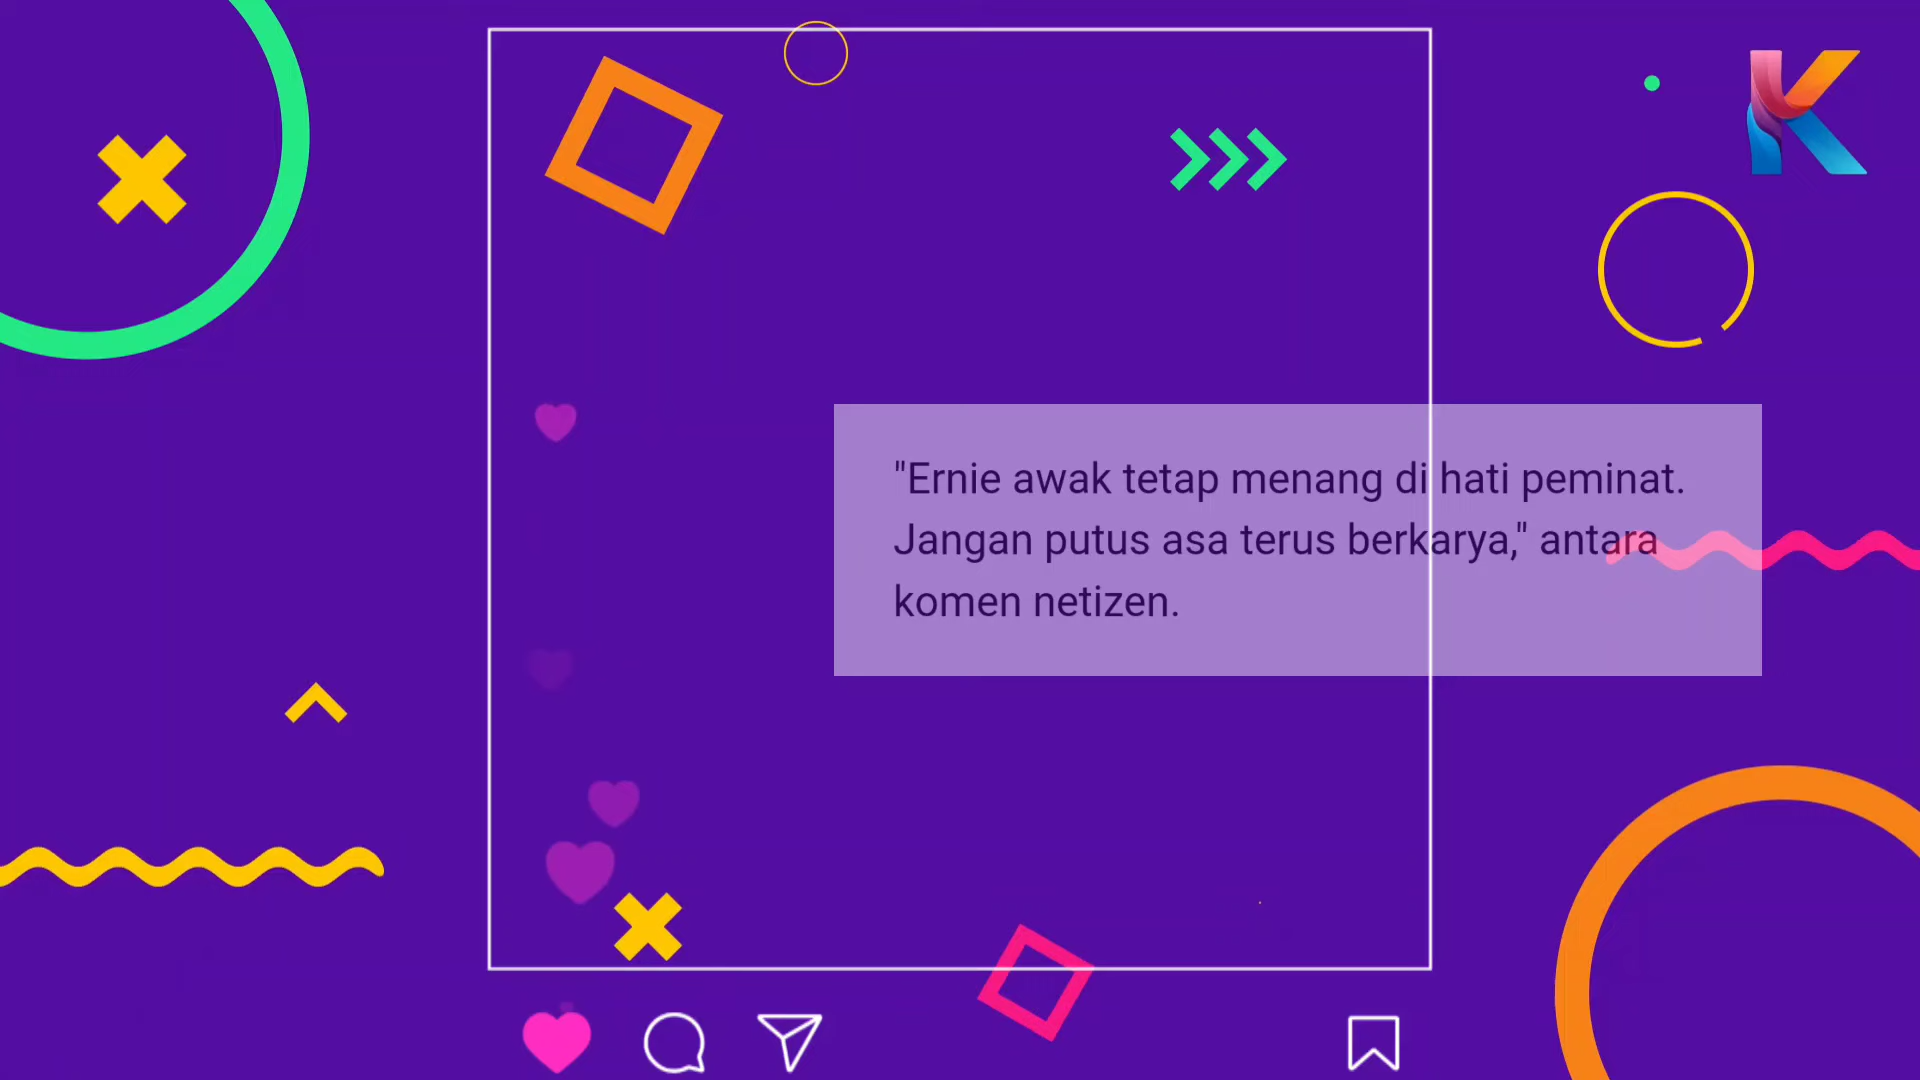 "Ernie awak tetap menang di hati peminat.
Jangan putus asa terus berkarya," antara
komen netizen.